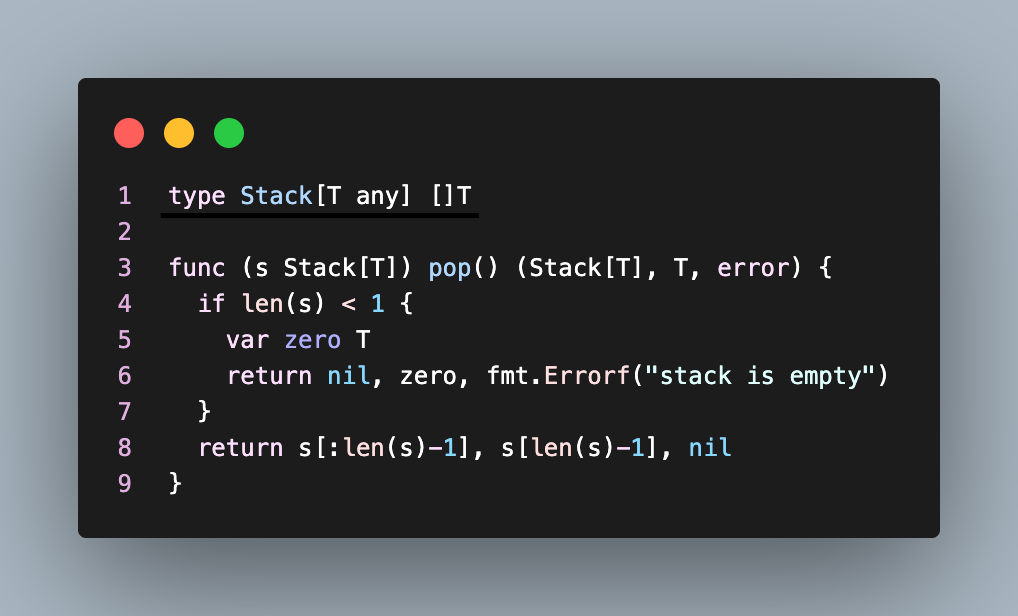 1 type Stack[T any] []T
2
3 func (s Stack[T]) pop() (Stack[T], T, error) {
4   if len(s) < 1 {
5     var zero T
6     return nil, zero, fmt.Errorf("stack is empty")
7   }
8   return s[:len(s)-1], s[len(s)-1], nil
9 }